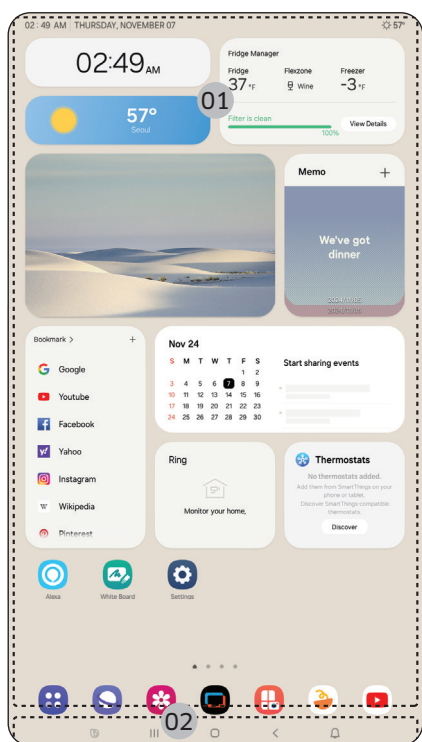 02 : 49 AM | THURSDAY, NOVEMBER 07 57°
02:49 AM
57°
Seoul
Fridge Manager
Fridge Flexzone Freezer
37 °F Wine -3 °F
Filter is clean
100%
View Details
01
Memo +
We've got
dinner
2024/11/05
Bookmark > +
Google
Youtube
Facebook
Yahoo
Instagram
Wikipedia
Pinterest
Nov 24
S M T W T F S
1 2
3 4 5 6 7 8 9
10 11 12 13 14 15 16
17 18 19 20 21 22 23
24 25 26 27 28 29 30
Start sharing events
Ring
Monitor your home,
Thermostats
No thermostats added.
Add them from SmartThings on your
phone or tablet.
Discover SmartThings compatible
thermostats.
Discover
Alexa White Board Settings
02